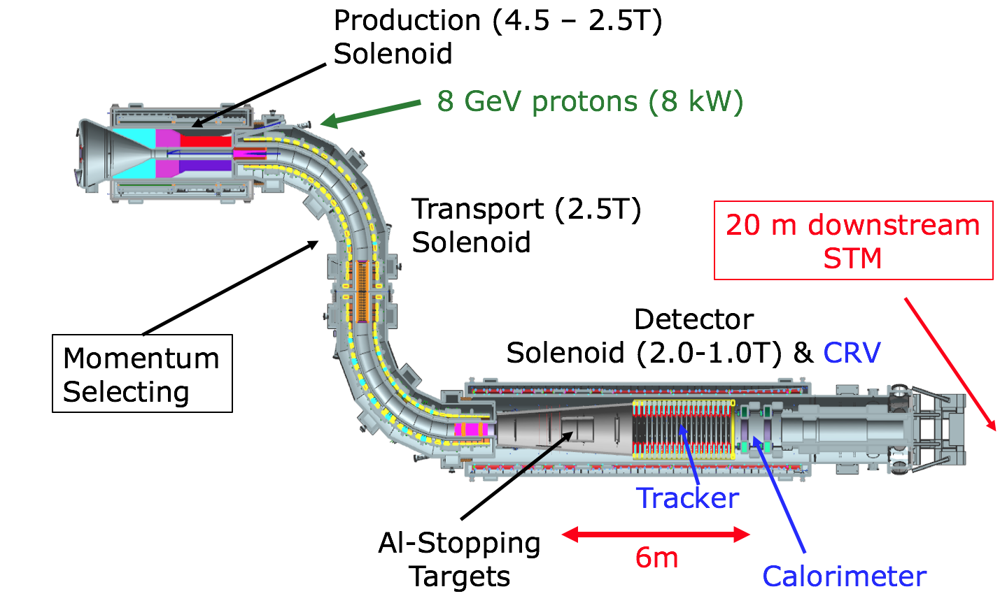 Production (4.5 – 2.5T)
Solenoid
8 GeV protons (8 kW)
Transport (2.5T)
Solenoid
20 m downstream
STM
Momentum
Selecting
Detector
Solenoid (2.0-1.0T) & CRV
Tracker
Al-Stopping
Targets
6m
Calorimeter